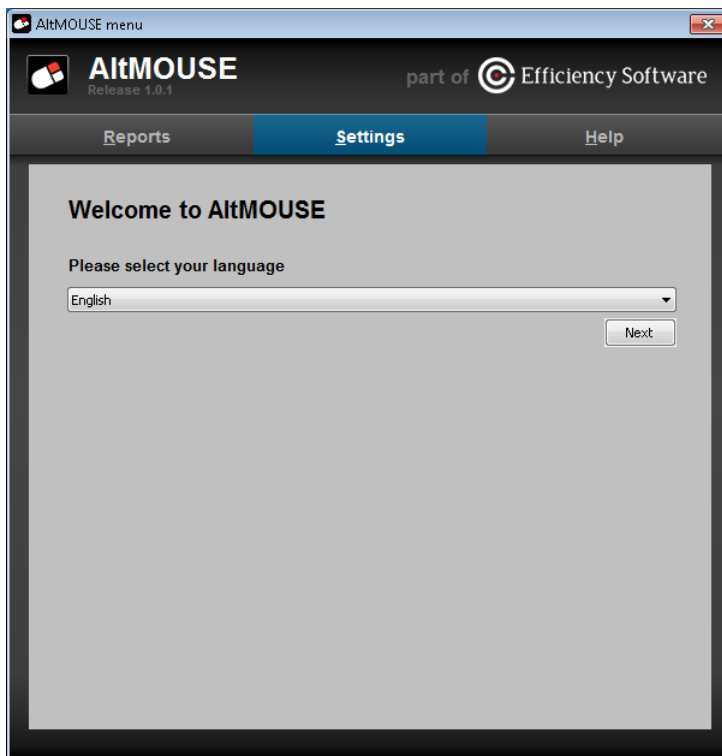 AltMOUSE menu
AltMOUSE
Release 1.0.1
part of Efficiency Software
Reports Settings Help
Welcome to AltMOUSE
Please select your language
English
Next